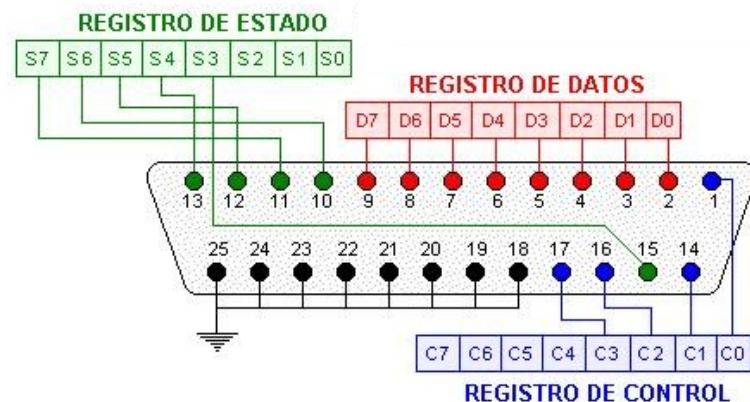 REGISTRO DE ESTADO
S7 S6 S5 S4 S3 S2 S1 S0
REGISTRO DE DATOS
D7 D6 D5 D4 D3 D2 D1 D0
13 12 11 10 9 8 7 6 5 4 3 2 1
25 24 23 22 21 20 19 18 17 16 15 14
C7 C6 C5 C4 C3 C2 C1 C0
REGISTRO DE CONTROL